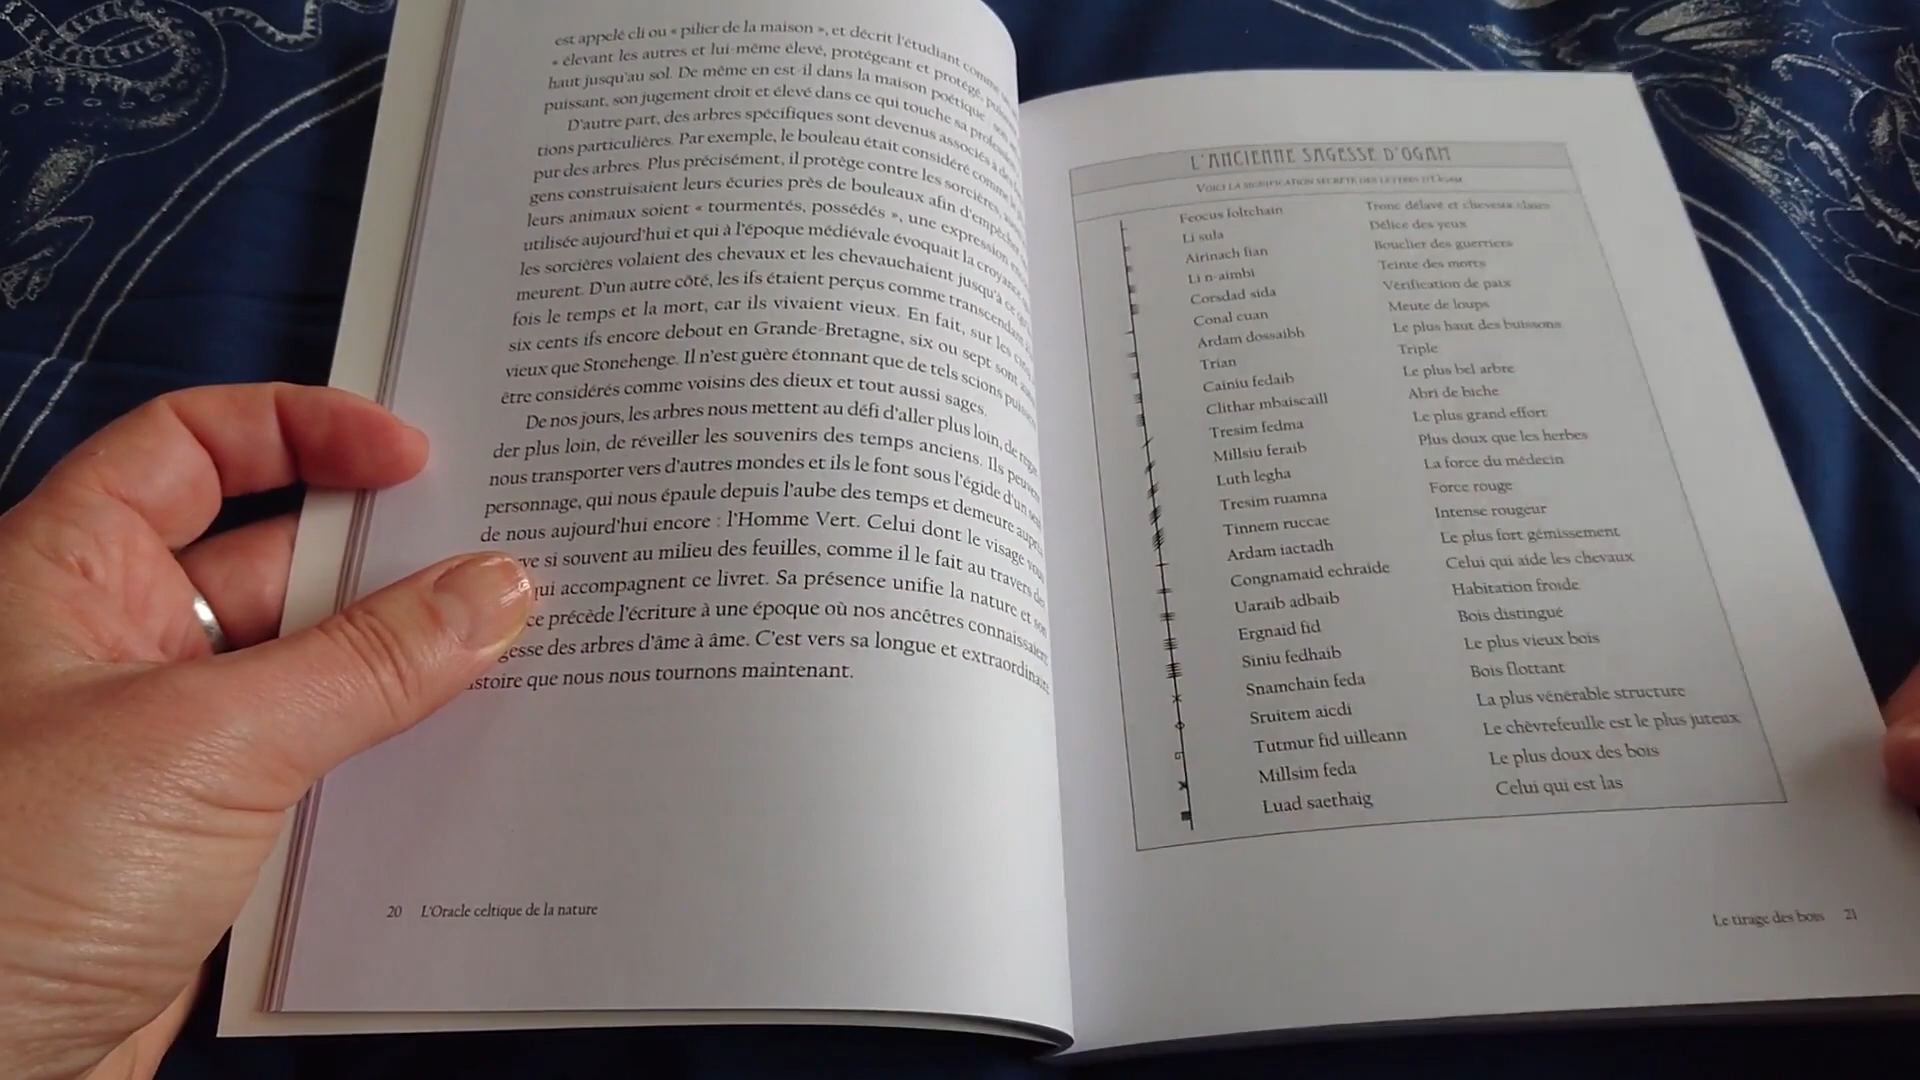 est appelé cli ou « pilier de la maison », et décrit l'étudiant comme
« élevant les autres et lui-même élevé, protégeant et protégé,
haut jusqu'au sol. De même en est-il dans la maison poétique : son
puissant, son jugement droit et élevé dans ce qui touche sa profession
D'autre part, des arbres spécifiques sont devenus associés à des
tions particulières. Par exemple, le bouleau était considéré comme le
pur des arbres. Plus précisément, il protège contre les sorcières,
gens construisaient leurs écuries près de bouleaux afin d'empêcher
leurs animaux soient « tourmentés, possédés », une expression
utilisée aujourd'hui et qui à l'époque médiévale évoquait la croyance
les sorcières volaient des chevaux et les chevauchaient jusqu'à ce
meurent. D'un autre côté, les ifs étaient perçus comme transcendant
fois le temps et la mort, car ils vivaient vieux. En fait, sur les
six cents ifs encore debout en Grande-Bretagne, six ou sept sont
vieux que Stonehenge. Il n'est guère étonnant que de tels scions
être considérés comme voisins des dieux et tout aussi sages.
De nos jours, les arbres nous mettent au défi d'aller plus loin, de
der plus loin, de réveiller les souvenirs des temps anciens. Ils peuvent
nous transporter vers d'autres mondes et ils le font sous l'égide d'un seul
personnage, qui nous épaule depuis l'aube des temps et demeure auprès
de nous aujourd'hui encore : l'Homme Vert. Celui dont le visage
si souvent au milieu des feuilles, comme il le fait au travers des
qui accompagnent ce livret. Sa présence unifie la nature et son
précède l'écriture à une époque où nos ancêtres connaissaient
des arbres d'âme à âme. C'est vers sa longue et extraordinaire
que nous nous tournons maintenant.
20 L'Oracle celtique de la nature
L'ANCIENNE SAGESSE D'OGAM
VOICI LA SIGNIFICATION SECRÈTE DES LETTRES D'OGAM
Feocus foltchain Tronc délavé et cheveux clairs
Li sula Délice des yeux
Airinach fian Bouclier des guerriers
Li n-aimbi Teinte des morts
Corsdad sida Vérification de paix
Conal cuan Meute de loups
Ardam dossaibh Le plus haut des buissons
Trian Triple
Cainiu fedaib Le plus bel arbre
Clithar mbaiscaill Abri de biche
Tresim fedma Le plus grand effort
Millsiu feraib Plus doux que les herbes
Luth legha La force du médecin
Tresim ruamna Force rouge
Tinnem ruccae Intense rougeur
Ardam iactadh Le plus fort gémissement
Congnamaid echraide Celui qui aide les chevaux
Uaraib adbaib Habitation froide
Ergnaid fid Bois distingué
Siniu fedhaib Le plus vieux bois
Snamchain feda Bois flottant
Sruitem aicdi La plus vénérable structure
Tutmur fid uilleann Le chèvrefeuille est le plus juteux
Millsim feda Le plus doux des bois
Luad saethaig Celui qui est las
Le tirage des bois 21